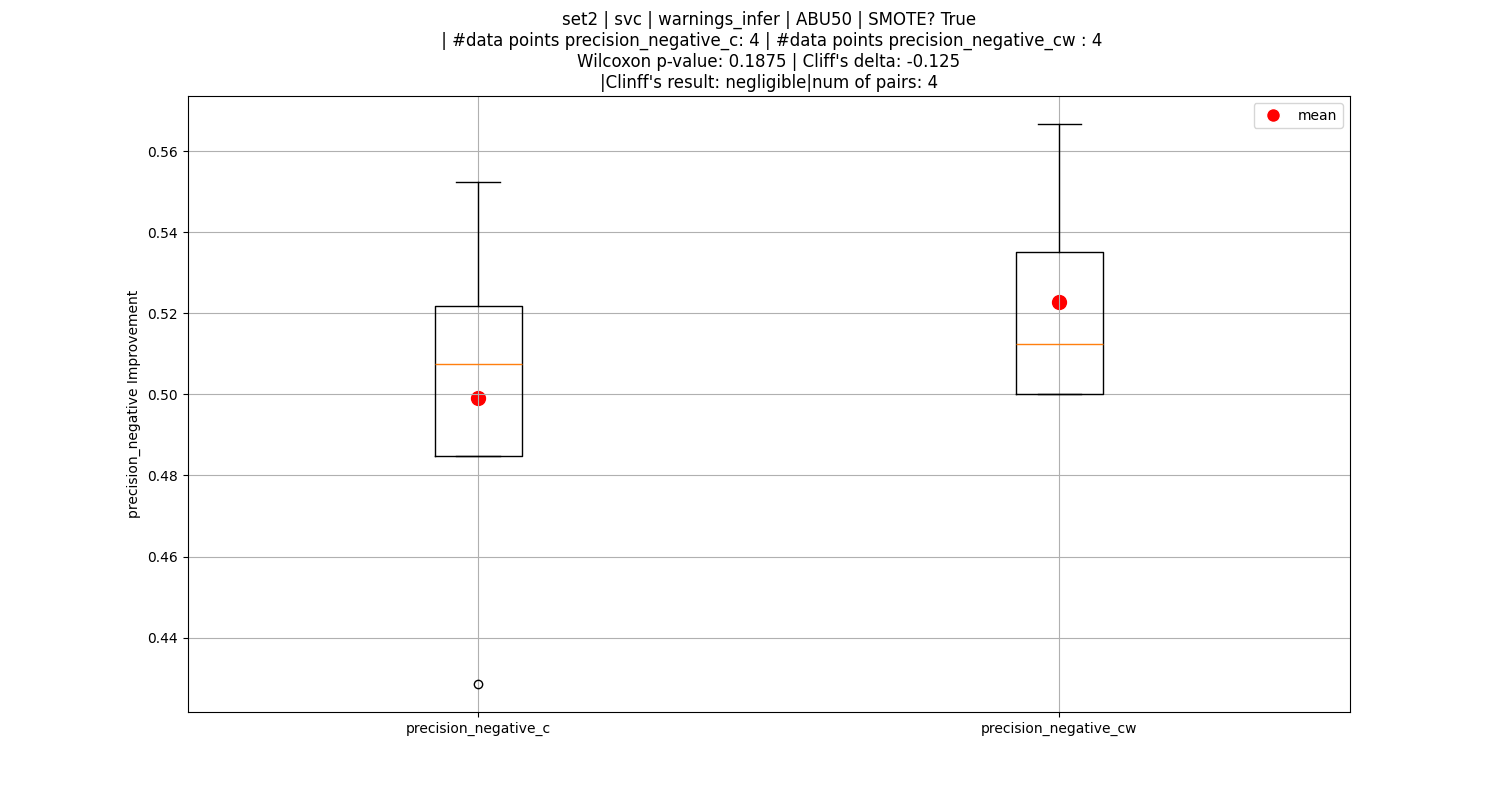 set2 | svc | warnings_infer | ABU50 | SMOTE? True
| #data points precision_negative_c: 4 | #data points precision_negative_cw : 4
Wilcoxon p-value: 0.1875 | Cliff's delta: -0.125
|Clinff's result: negligible|num of pairs: 4
mean
0.56
0.54
0.52
0.50
0.48
0.46
0.44
precision_negative Improvement
precision_negative_c
precision_negative_cw